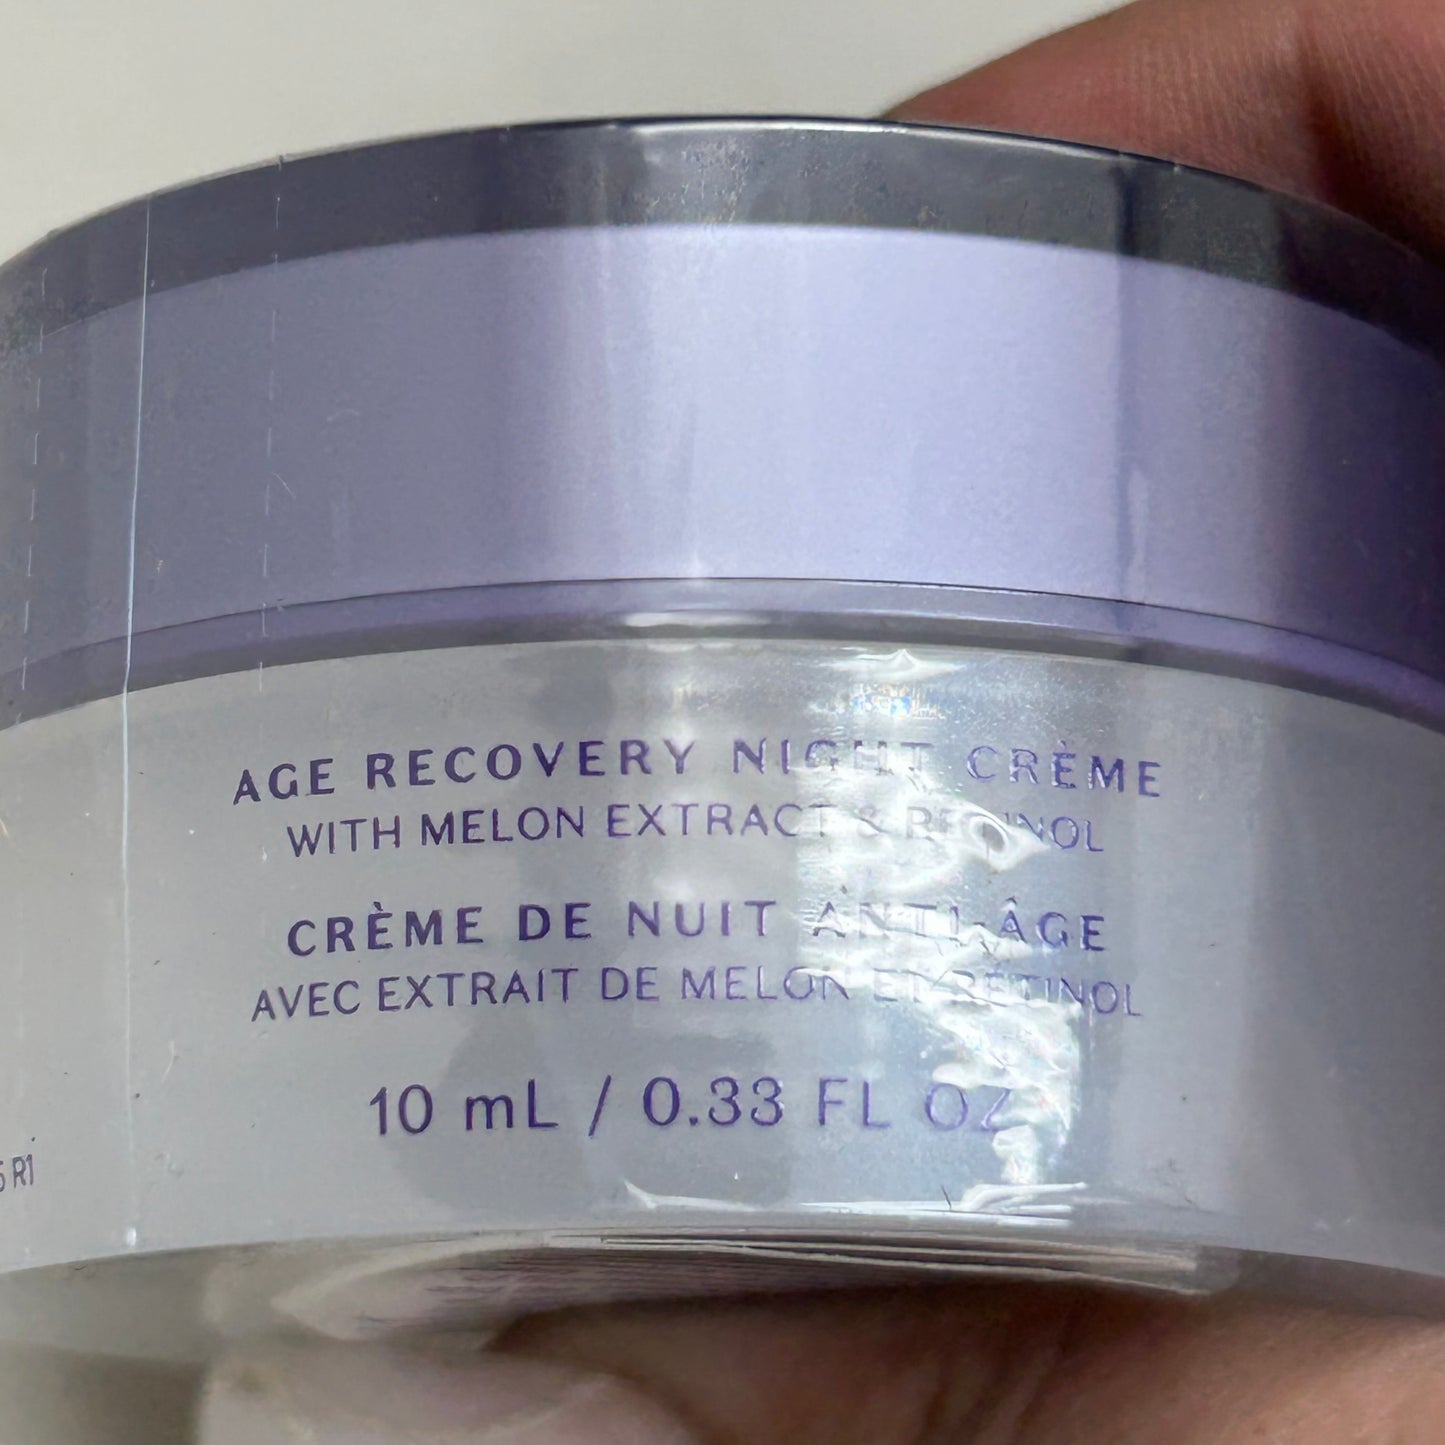 AGE RECOVERY NIGHT CRÈME
WITH MELON EXTRACT & RETINOL
CRÈME DE NUIT ANTI-ÂGE
AVEC EXTRAIT DE MELON ET RÉTINOL
10 mL / 0.33 FL OZ
R1